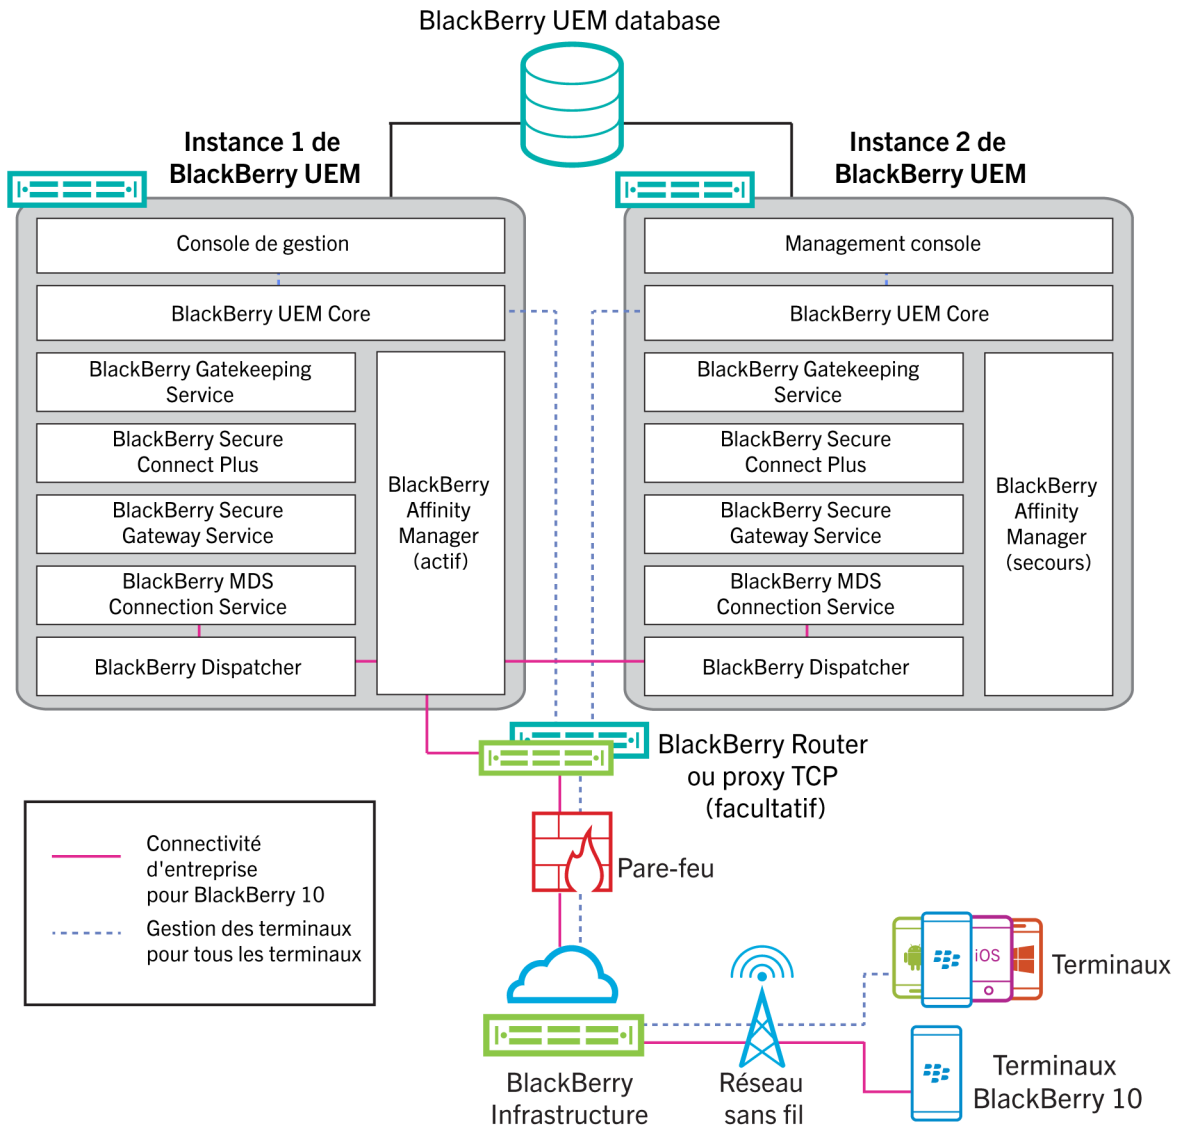 BlackBerry UEM database
Instance 1 de
BlackBerry UEM
Instance 2 de
BlackBerry UEM
Console de gestion
BlackBerry UEM Core
BlackBerry Gatekeeping
Service
BlackBerry Secure
Connect Plus
BlackBerry Secure
Gateway Service
BlackBerry MDS
Connection Service
BlackBerry Dispatcher
BlackBerry
Affinity
Manager
(actif)
Management console
BlackBerry UEM Core
BlackBerry Gatekeeping
Service
BlackBerry Secure
Connect Plus
BlackBerry Secure
Gateway Service
BlackBerry MDS
Connection Service
BlackBerry Dispatcher
BlackBerry
Affinity
Manager
(secours)
BlackBerry Router
ou proxy TCP
(facultatif)
Pare-feu
Connectivité
d'entreprise
pour BlackBerry 10
Gestion des terminaux
pour tous les terminaux
iOS
Terminaux
BlackBerry
Infrastructure
Réseau
sans fil
Terminaux
BlackBerry 10